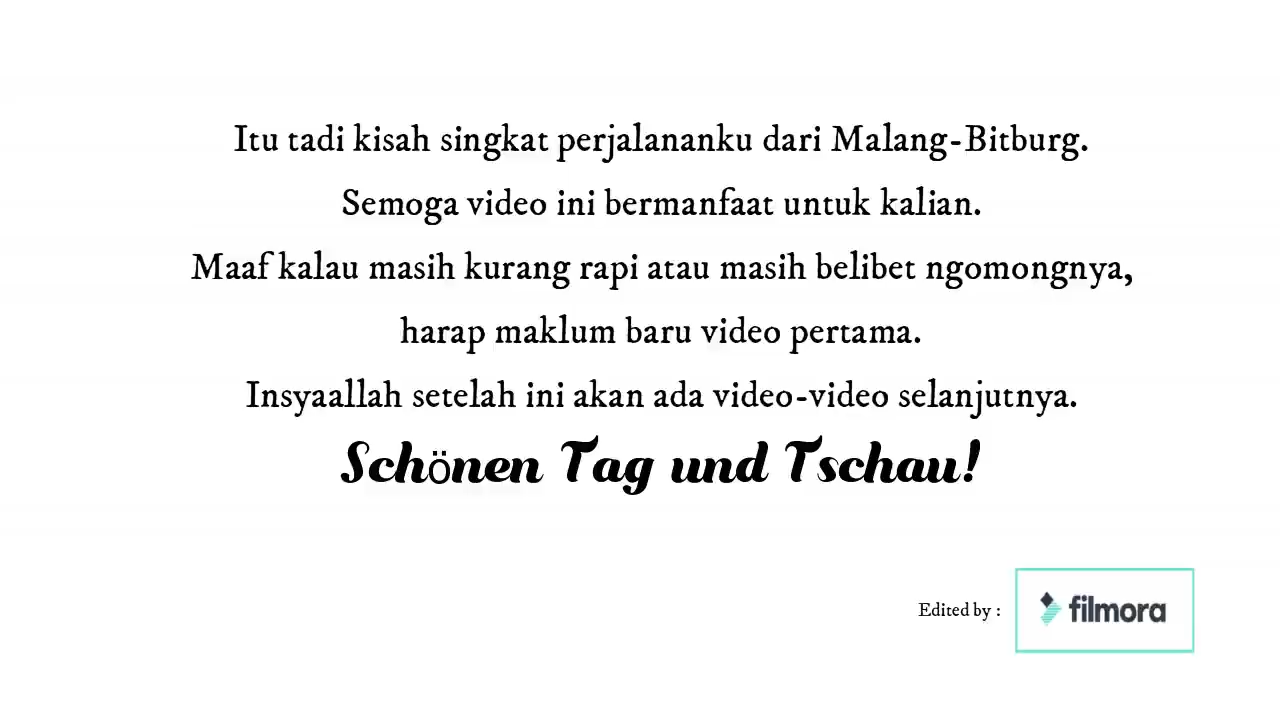 Itu tadi kisah singkat perjalananku dari Malang-Bitburg.
Semoga video ini bermanfaat untuk kalian.
Maaf kalau masih kurang rapi atau masih belibet ngomongnya,
harap maklum baru video pertama.
Insyaallah setelah ini akan ada video-video selanjutnya.
Schönen Tag und Tschau!
Edited by : filmora